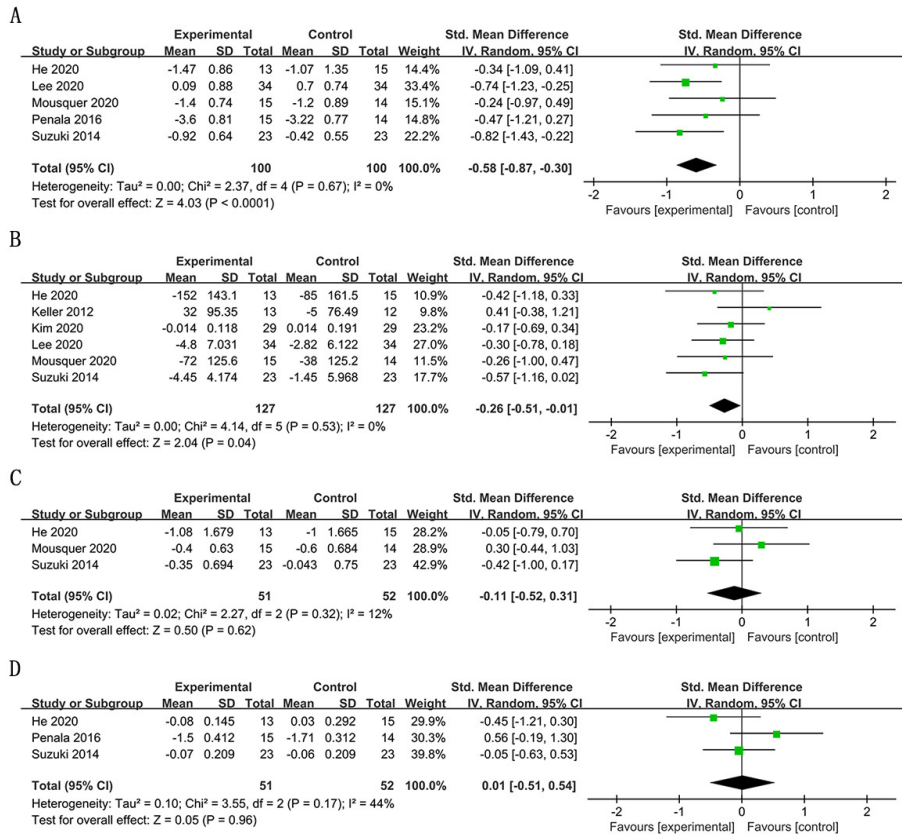 A
Experimental Control Std. Mean Difference Std. Mean Difference
Study or Subgroup Mean SD Total Mean SD Total Weight IV, Random, 95% CI IV, Random, 95% CI
He 2020 -1.47 0.86 13 -1.07 1.35 15 14.4% -0.34 [-1.09, 0.41]
Lee 2020 0.09 0.88 34 0.7 0.74 34 33.4% -0.74 [-1.23, -0.25]
Mousquer 2020 -1.4 0.74 15 -1.2 0.89 14 15.1% -0.24 [-0.97, 0.49]
Penala 2016 -3.6 0.81 15 -3.22 0.77 14 14.8% -0.47 [-1.21, 0.27]
Suzuki 2014 -0.92 0.64 23 -0.42 0.55 23 22.2% -0.82 [-1.43, -0.22]
Total (95% CI) 100 100 100.0% -0.58 [-0.87, -0.30]
Heterogeneity: Tau² = 0.00; Chi² = 2.37, df = 4 (P = 0.67); I² = 0%
Test for overall effect: Z = 4.03 (P < 0.0001)
-2 -1 0 1 2
Favours [experimental] Favours [control]
B
Experimental Control Std. Mean Difference Std. Mean Difference
Study or Subgroup Mean SD Total Mean SD Total Weight IV, Random, 95% CI IV, Random, 95% CI
He 2020 -152 143.1 13 -85 161.5 15 10.9% -0.42 [-1.18, 0.33]
Keller 2012 32 95.35 13 -5 76.49 12 9.8% 0.41 [-0.38, 1.21]
Kim 2020 -0.014 0.118 29 0.014 0.191 29 23.2% -0.17 [-0.69, 0.34]
Lee 2020 -4.8 7.031 34 -2.82 6.122 34 27.0% -0.30 [-0.78, 0.18]
Mousquer 2020 -72 125.6 15 -38 125.2 14 11.5% -0.26 [-1.00, 0.47]
Suzuki 2014 -4.45 4.174 23 -1.45 5.968 23 17.7% -0.57 [-1.16, 0.02]
Total (95% CI) 127 127 100.0% -0.26 [-0.51, -0.01]
Heterogeneity: Tau² = 0.00; Chi² = 4.14, df = 5 (P = 0.53); I² = 0%
Test for overall effect: Z = 2.04 (P = 0.04)
-2 -1 0 1 2
Favours [experimental] Favours [control]
C
Experimental Control Std. Mean Difference Std. Mean Difference
Study or Subgroup Mean SD Total Mean SD Total Weight IV, Random, 95% CI IV, Random, 95% CI
He 2020 -1.08 1.679 13 -1 1.665 15 28.2% -0.05 [-0.79, 0.70]
Mousquer 2020 -0.4 0.63 15 -0.6 0.684 14 28.9% 0.30 [-0.44, 1.03]
Suzuki 2014 -0.35 0.694 23 -0.043 0.75 23 42.9% -0.42 [-1.00, 0.17]
Total (95% CI) 51 52 100.0% -0.11 [-0.52, 0.31]
Heterogeneity: Tau² = 0.02; Chi² = 2.27, df = 2 (P = 0.32); I² = 12%
Test for overall effect: Z = 0.50 (P = 0.62)
-2 -1 0 1 2
Favours [experimental] Favours [control]
D
Experimental Control Std. Mean Difference Std. Mean Difference
Study or Subgroup Mean SD Total Mean SD Total Weight IV, Random, 95% CI IV, Random, 95% CI
He 2020 -0.08 0.145 13 0.03 0.292 15 29.9% -0.45 [-1.21, 0.30]
Penala 2016 -1.5 0.412 15 -1.71 0.312 14 30.3% 0.56 [-0.19, 1.30]
Suzuki 2014 -0.07 0.209 23 -0.06 0.209 23 39.8% -0.05 [-0.63, 0.53]
Total (95% CI) 51 52 100.0% 0.01 [-0.51, 0.54]
Heterogeneity: Tau² = 0.10; Chi² = 3.55, df = 2 (P = 0.17); I² = 44%
Test for overall effect: Z = 0.05 (P = 0.96)
-2 -1 0 1 2
Favours [experimental] Favours [control]